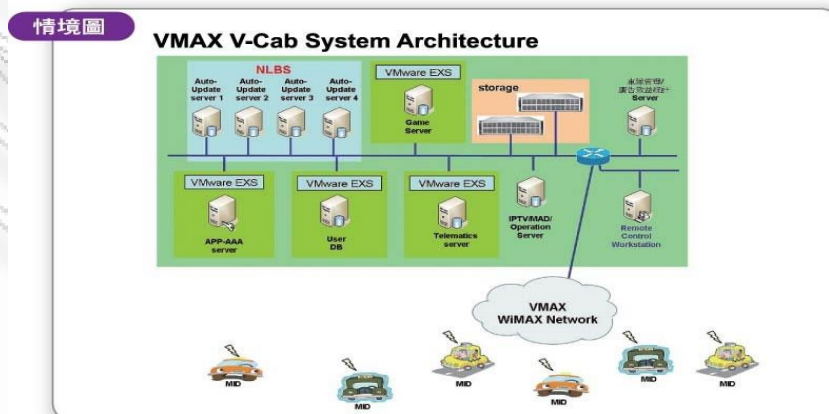 情境圖
VMAX V-Cab System Architecture
NLBS
Auto-
Update
server 1
Auto-
Update
server 2
Auto-
Update
server 3
Auto-
Update
server 4
VMware EXS
Game
Server
storage
Server
VMware EXS
APP-AAA
server
VMware EXS
User
DB
VMware EXS
Telematics
server
IPTV/MAD/
Operation
Server
Remote
Control
Workstation
VMAX
WiMAX Network
MID
MID
MID
MID
MID
MID